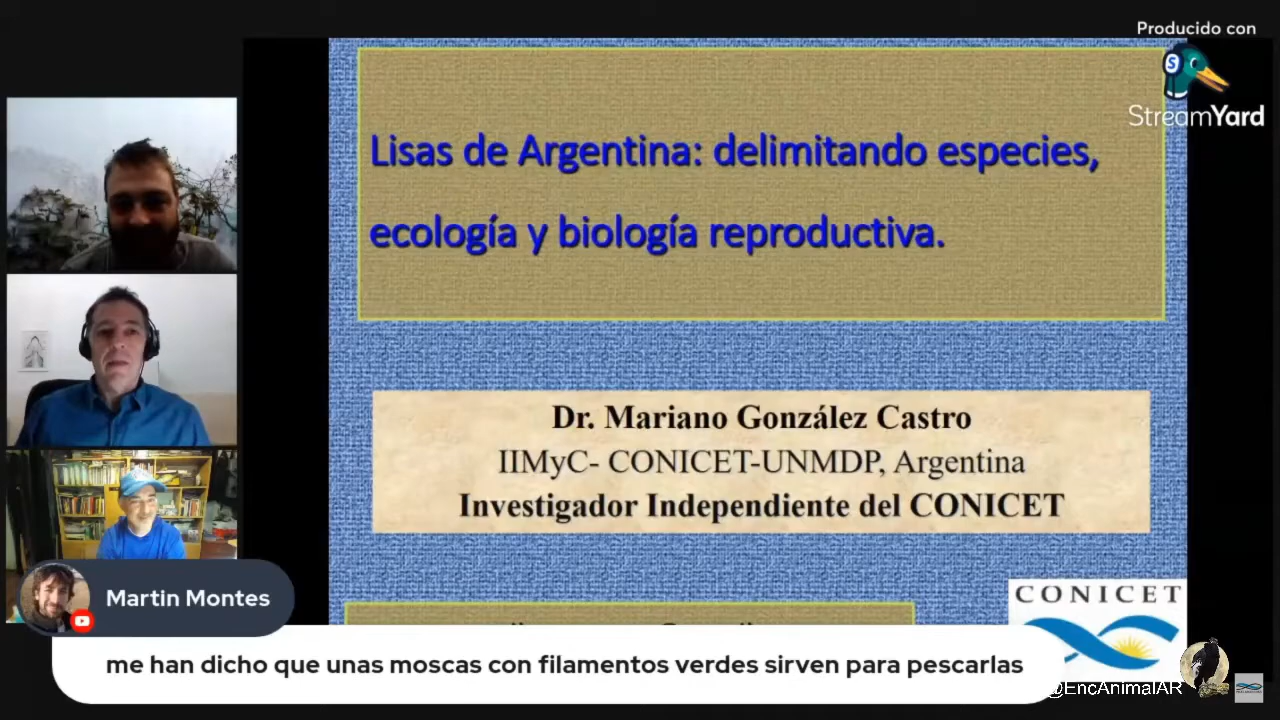 Producido con
StreamYard
Lisas de Argentina: delimitando especies,
ecología y biología reproductiva.
Dr. Mariano González Castro
IIMyC- CONICET-UNMDP, Argentina
Investigador Independiente del CONICET
CONICET
Martin Montes
me han dicho que unas moscas con filamentos verdes sirven para pescarlas
@EncAnimalAR